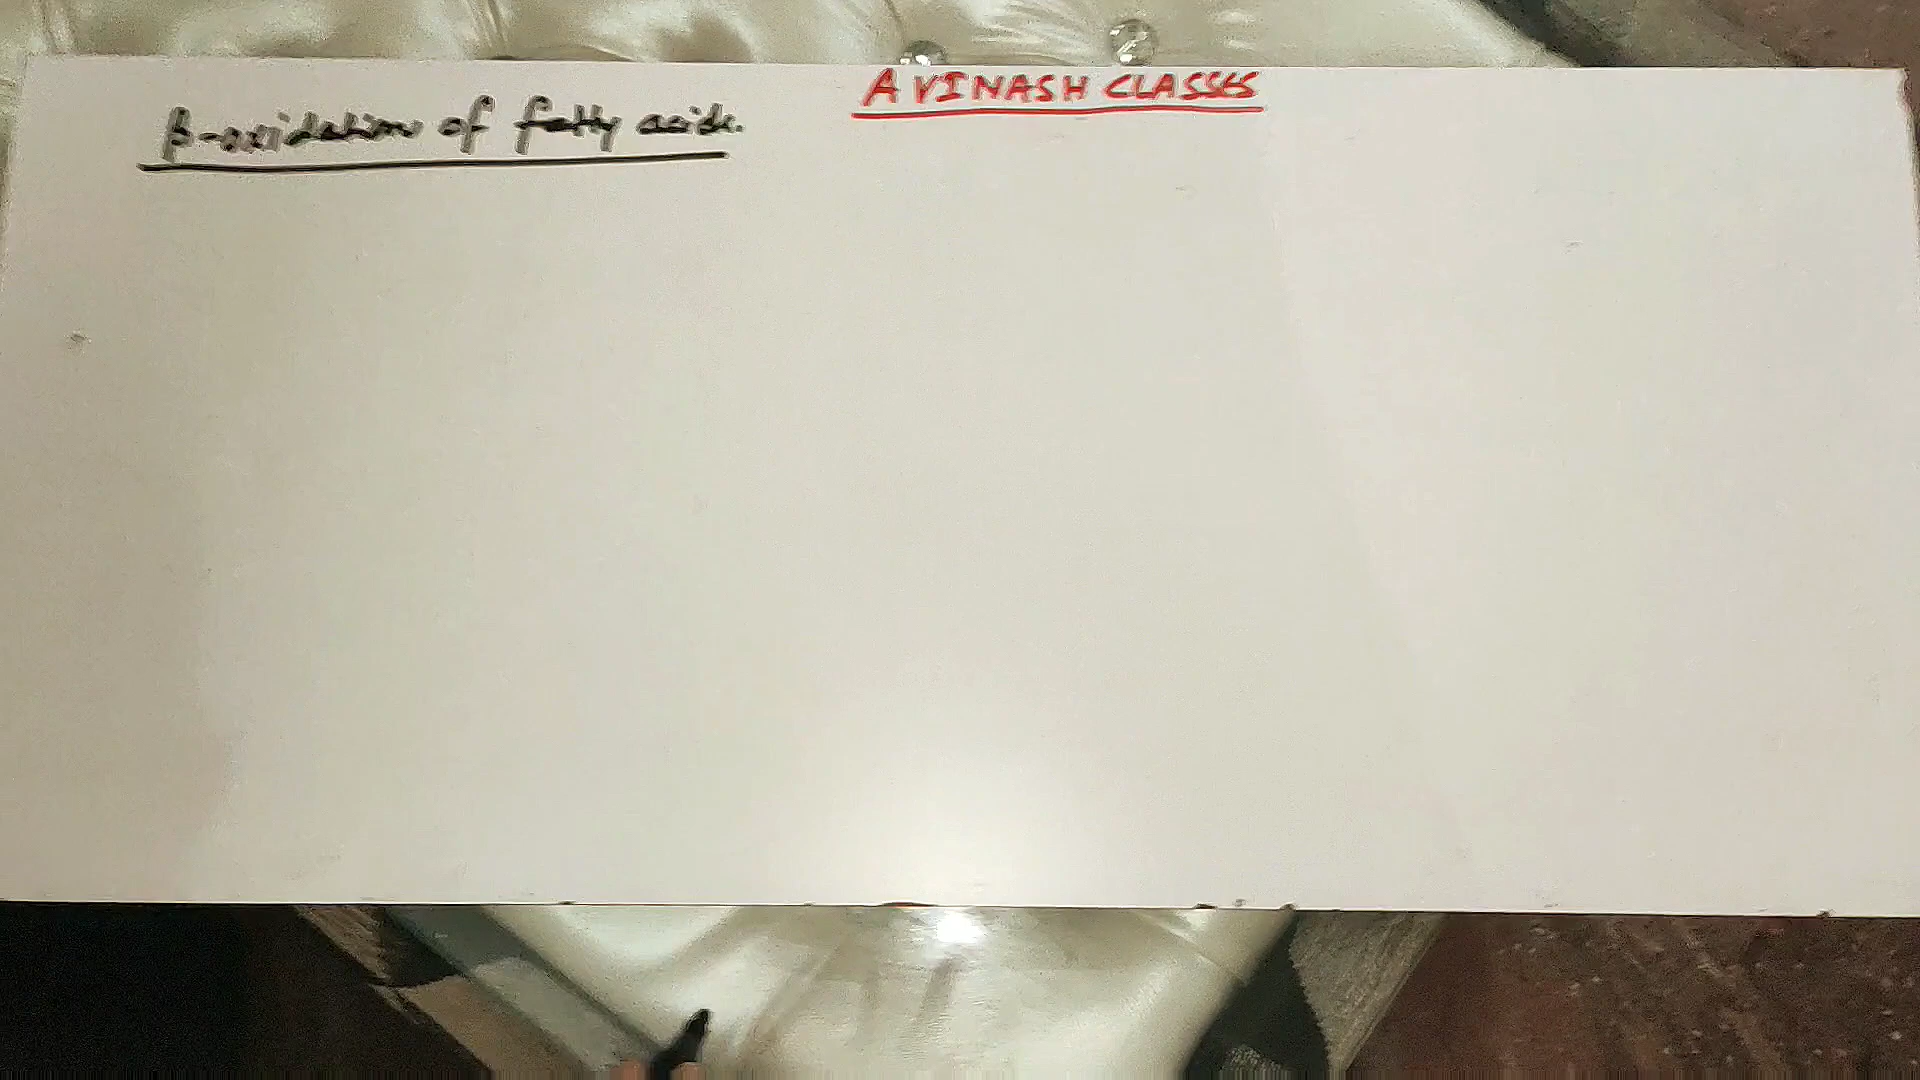 AVINASH CLASSES
β-oxidation of fatty acids.